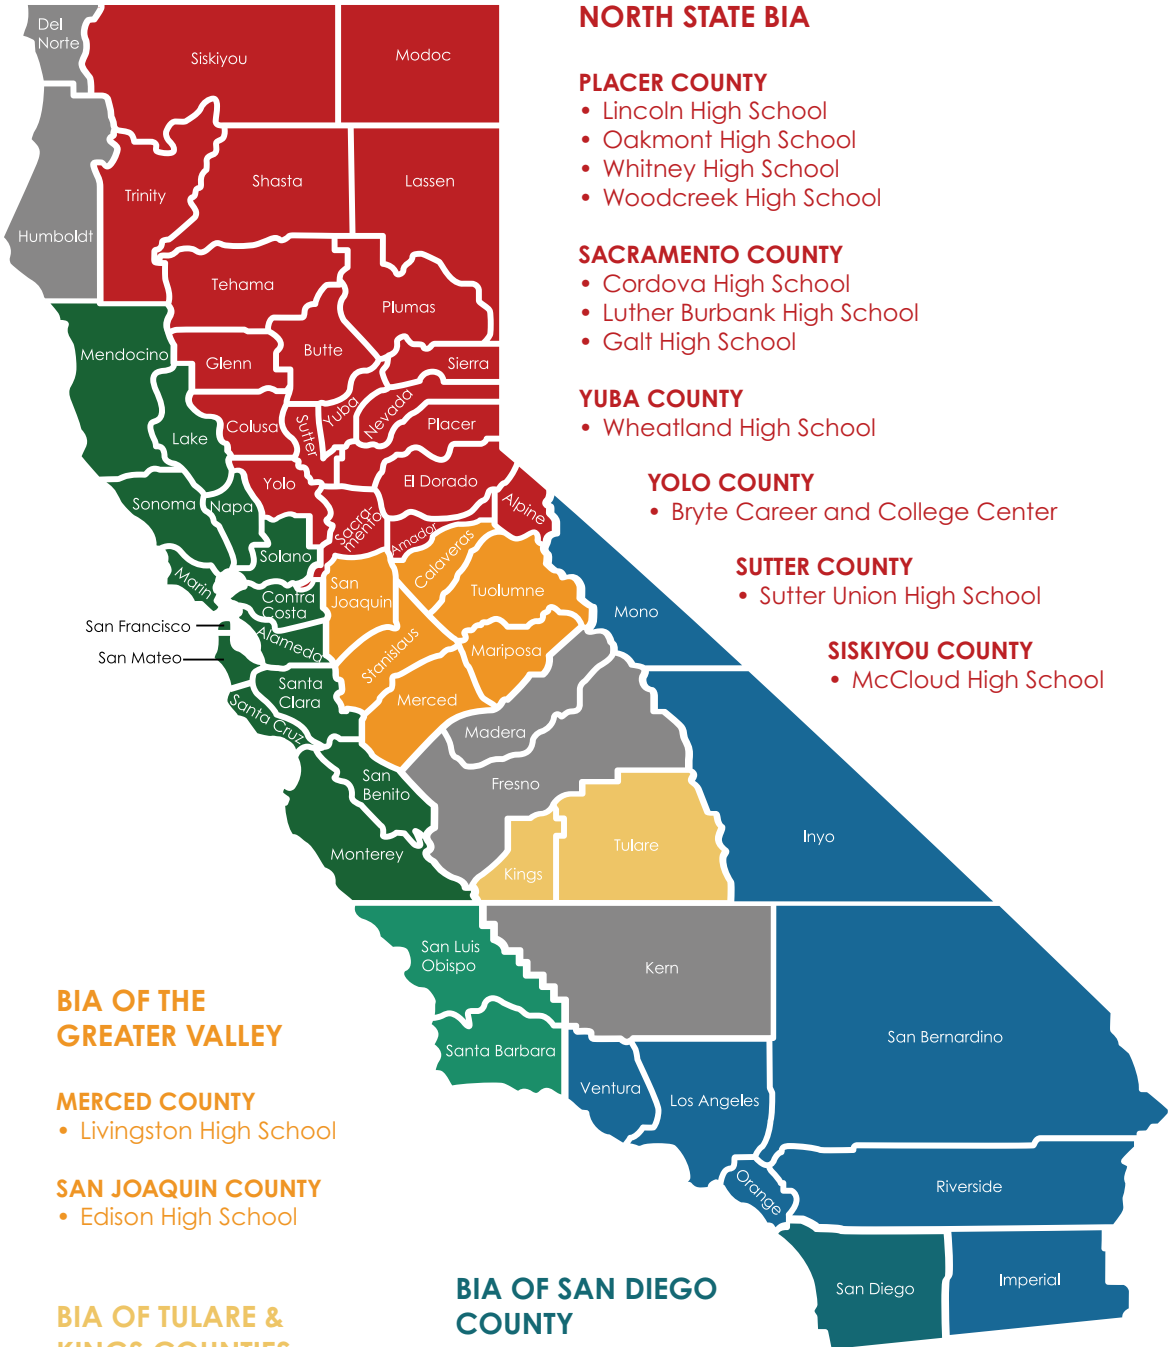 Del
Norte
Siskiyou
Modoc
Humboldt
Trinity
Shasta
Lassen
Tehama
Plumas
Mendocino
Glenn
Butte
Sierra
Lake
Colusa
Sutter
Yuba
Nevada
Placer
Sonoma
Napa
Yolo
El Dorado
Sacra-
mento
Amador
Alpine
Solano
Marin
Contra
Costa
San
Joaquin
Calaveras
Tuolumne
Mono
San Francisco
Alameda
San Mateo
Stanislaus
Mariposa
Santa
Clara
Santa Cruz
Merced
Madera
San
Benito
Fresno
Monterey
Kings
Tulare
Inyo
San Luis
Obispo
Kern
Santa Barbara
Ventura
Los Angeles
San Bernardino
Orange
Riverside
San Diego
Imperial
NORTH STATE BIA
PLACER COUNTY
• Lincoln High School
• Oakmont High School
• Whitney High School
• Woodcreek High School
SACRAMENTO COUNTY
• Cordova High School
• Luther Burbank High School
• Galt High School
YUBA COUNTY
• Wheatland High School
YOLO COUNTY
• Bryte Career and College Center
SUTTER COUNTY
• Sutter Union High School
SISKIYOU COUNTY
• McCloud High School
BIA OF THE
GREATER VALLEY
MERCED COUNTY
• Livingston High School
SAN JOAQUIN COUNTY
• Edison High School
BIA OF TULARE &
KINGS COUNTIES
BIA OF SAN DIEGO
COUNTY